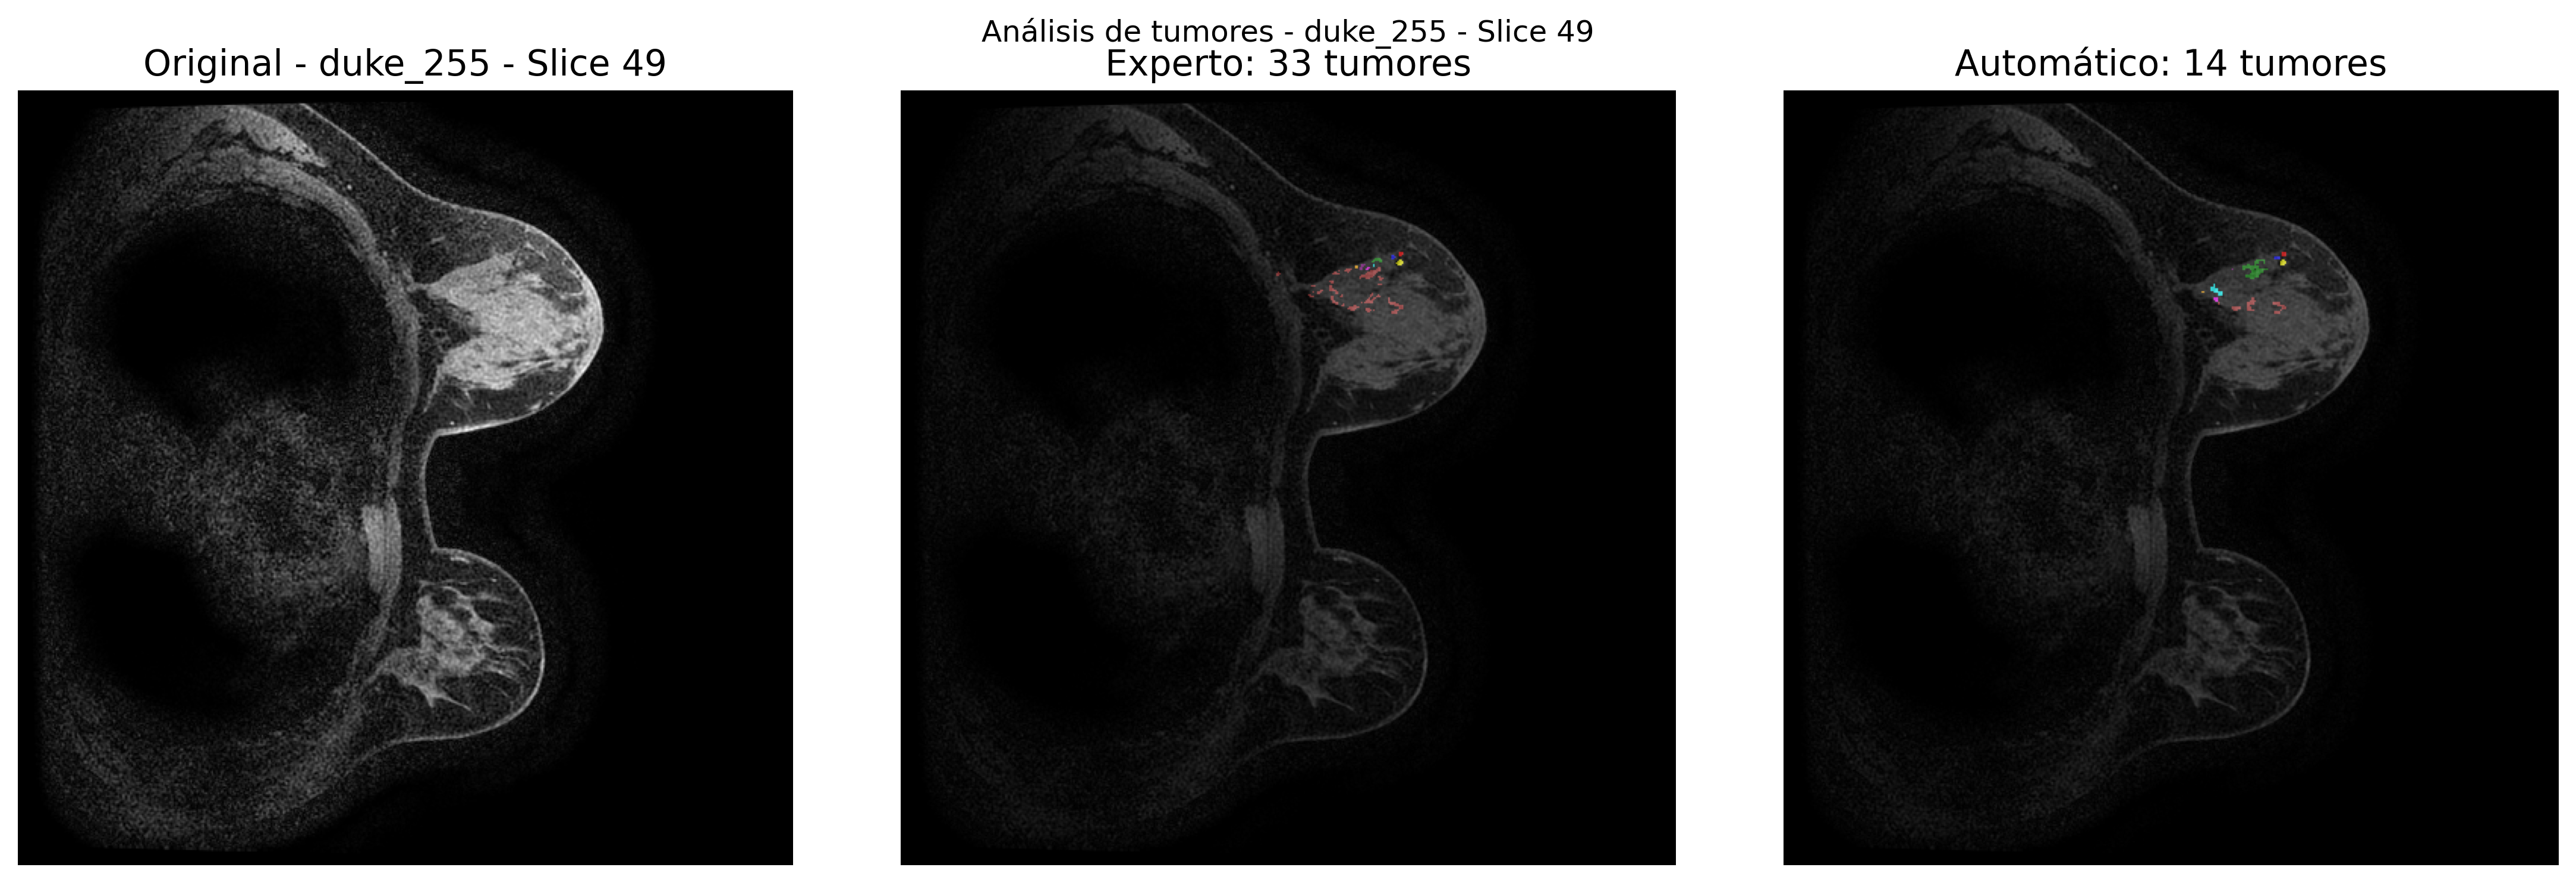 Análisis de tumores - duke_255 - Slice 49
Original - duke_255 - Slice 49
Experto: 33 tumores
Automático: 14 tumores